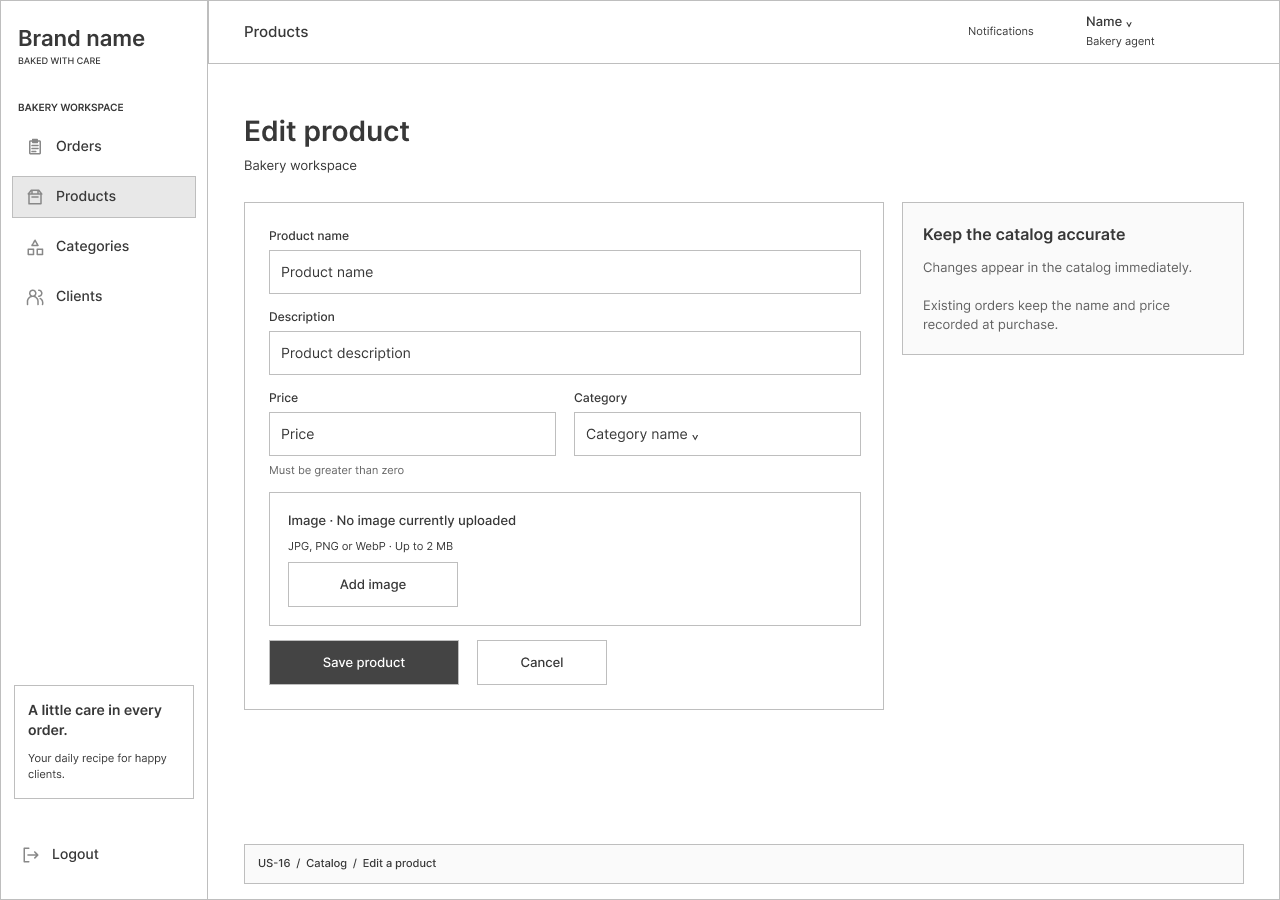 Brand name
BAKED WITH CARE
BAKERY WORKSPACE
Orders
Products
Categories
Clients
A little care in every
order.
Your daily recipe for happy
clients.
Logout
Products
Notifications
Name v
Bakery agent
Edit product
Bakery workspace
Product name
Product name
Description
Product description
Price
Price
Must be greater than zero
Category
Category name v
Image · No image currently uploaded
JPG, PNG or WebP · Up to 2 MB
Add image
Save product
Cancel
Keep the catalog accurate
Changes appear in the catalog immediately.
Existing orders keep the name and price
recorded at purchase.
US-16 / Catalog / Edit a product